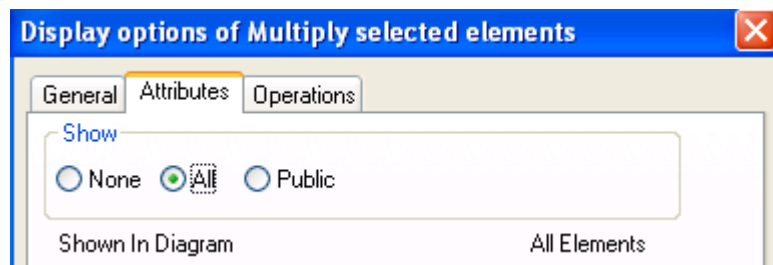 Display options of Multiply selected elements
General Attributes Operations
Show
None All Public
Shown In Diagram All Elements